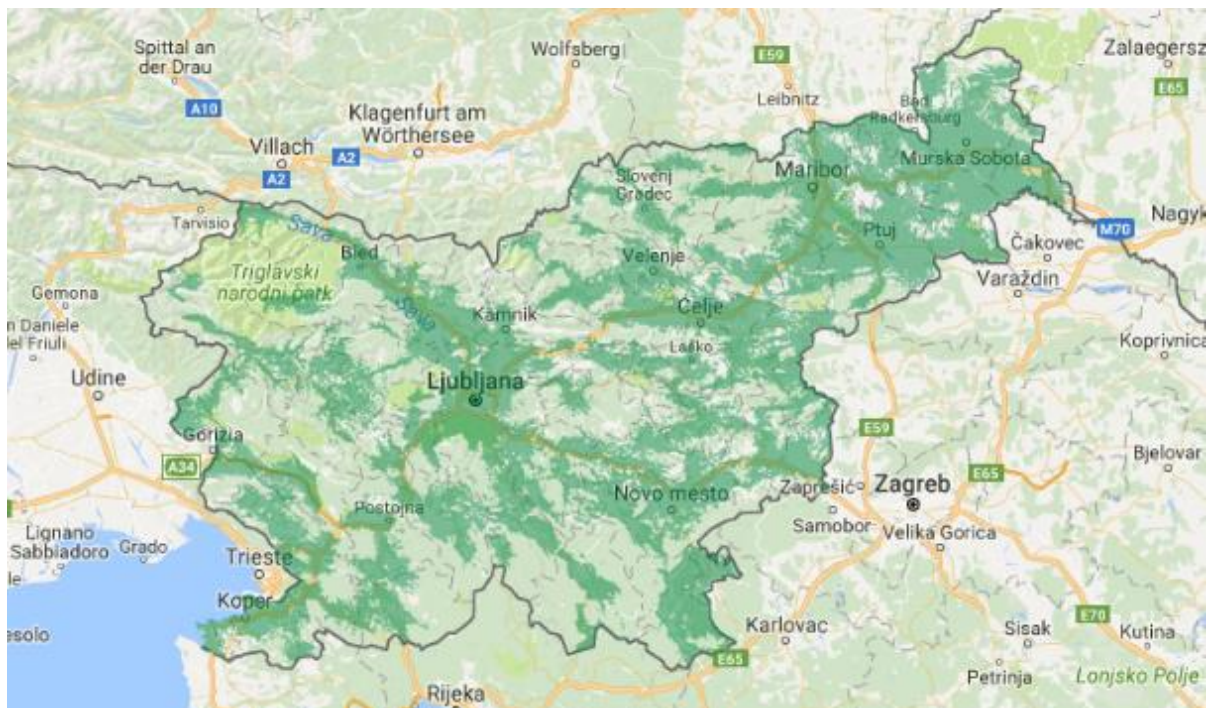 Spittal an
der Drau
Wolfsberg
E59
Zalaegersz
E65
A10
Klagenfurt am
Wörthersee
Leibnitz
Bad
Radkersburg
Villach
A2
A2
Slovenj
Gradec
Maribor
Murska Sobota
Tarvisio
Sava
Bled
Ptuj
M70
Nagyk
Čakovec
Varaždin
Triglavski
narodni park
Velenje
Gemona
Sava
Kamnik
Celje
Laško
n Daniele
el Friuli
Koprivnica
Udine
Ljubljana
Gorizia
E59
A34
E65
Bjelovar
Zaprešić
Zagreb
Novo mesto
Postojna
Samobor
Velika Gorica
Lignano
Sabbiadoro
Grado
Trieste
Koper
Karlovac
E70
Sisak
Kutina
esolo
E65
Petrinja
Lonjsko Polje
Rijeka